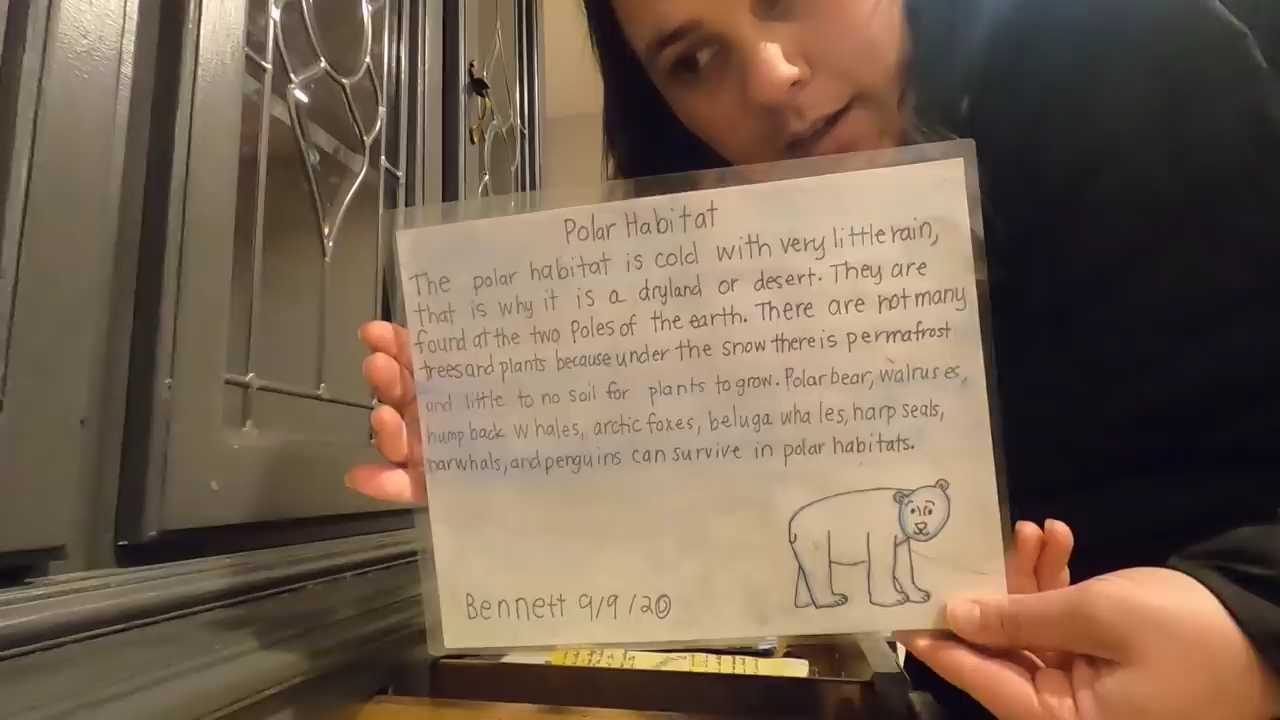 Polar Habitat
The polar habitat is cold with very little rain,
that is why it is a dryland or desert. They are
found at the two Poles of the earth. There are not many
trees and plants because under the snow there is permafrost
and little to no soil for plants to grow. Polar bear, walruses,
humpback whales, arctic foxes, beluga whales, harp seals,
narwhals, and penguins can survive in polar habitats.
Bennett 9/9/20